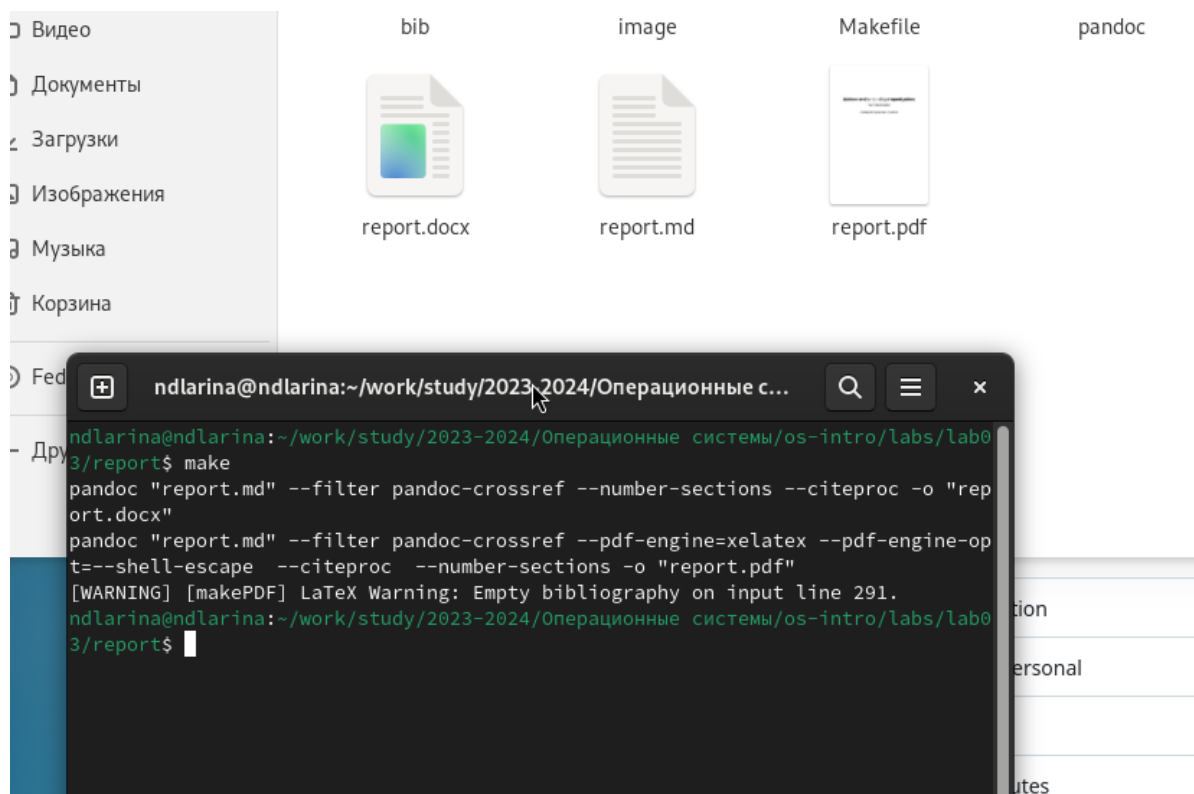 Видео
bib image Makefile pandoc
Документы
Загрузки
Изображения
report.docx report.md report.pdf
Музыка
Корзина
Fed
Дру
ndlarina@ndlarina:~/work/study/2023-2024/Операционные с...
ndlarina@ndlarina:~/work/study/2023-2024/Операционные системы/os-intro/labs/lab0
3/report$ make
pandoc "report.md" --filter pandoc-crossref --number-sections --citeproc -o "rep
ort.docx"
pandoc "report.md" --filter pandoc-crossref --pdf-engine=xelatex --pdf-engine-op
t=--shell-escape  --citeproc  --number-sections -o "report.pdf"
[WARNING] [makePDF] LaTeX Warning: Empty bibliography on input line 291.
ndlarina@ndlarina:~/work/study/2023-2024/Операционные системы/os-intro/labs/lab0
3/report$
tion
ersonal
utes